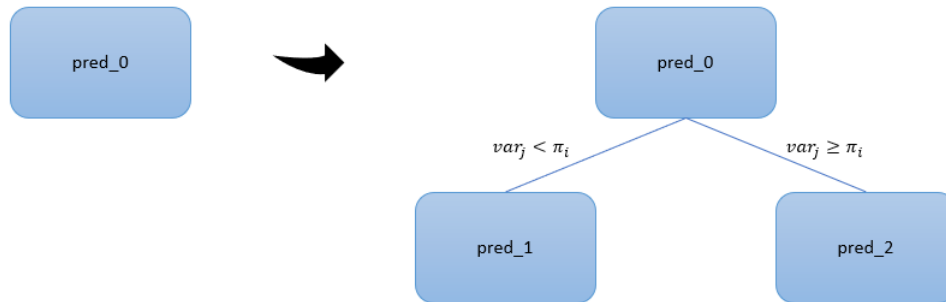 pred_0
pred_0
var_j < π_i
var_j ≥ π_i
pred_1
pred_2